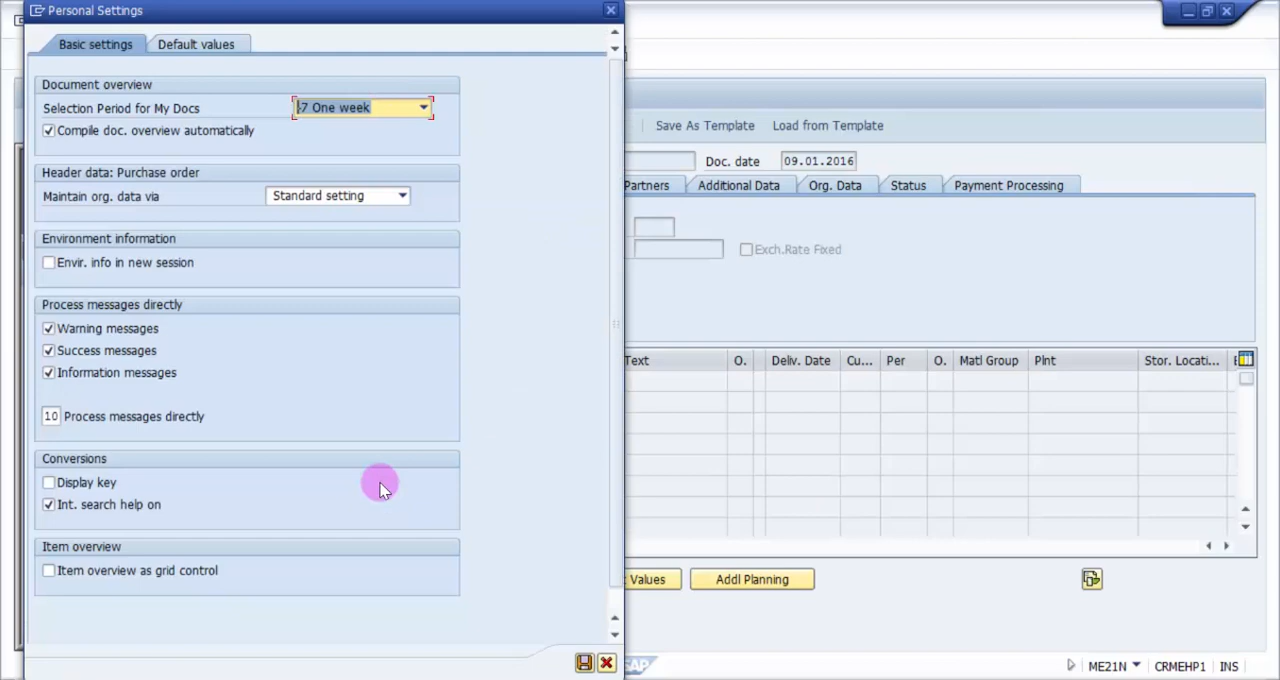 Personal Settings
Basic settings
Default values
Document overview
Selection Period for My Docs
-7 One week
Compile doc. overview automatically
Header data: Purchase order
Maintain org. data via
Standard setting
Environment information
Envir. info in new session
Process messages directly
Warning messages
Success messages
Information messages
10 Process messages directly
Conversions
Display key
Int. search help on
Item overview
Item overview as grid control
Save As Template
Load from Template
Doc. date
09.01.2016
Partners
Additional Data
Org. Data
Status
Payment Processing
Exch.Rate Fixed
Text
O.
Deliv. Date
Cu...
Per
O.
Matl Group
Plnt
Stor. Locati...
Values
Addl Planning
ME21N
CRMEHP1
INS